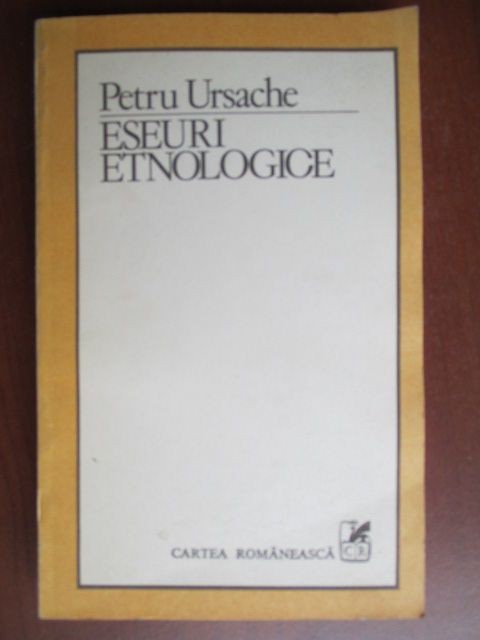 Petru Ursache
ESEURI
ETNOLOGICE
CARTEA ROMÂNEASCĂ
CR